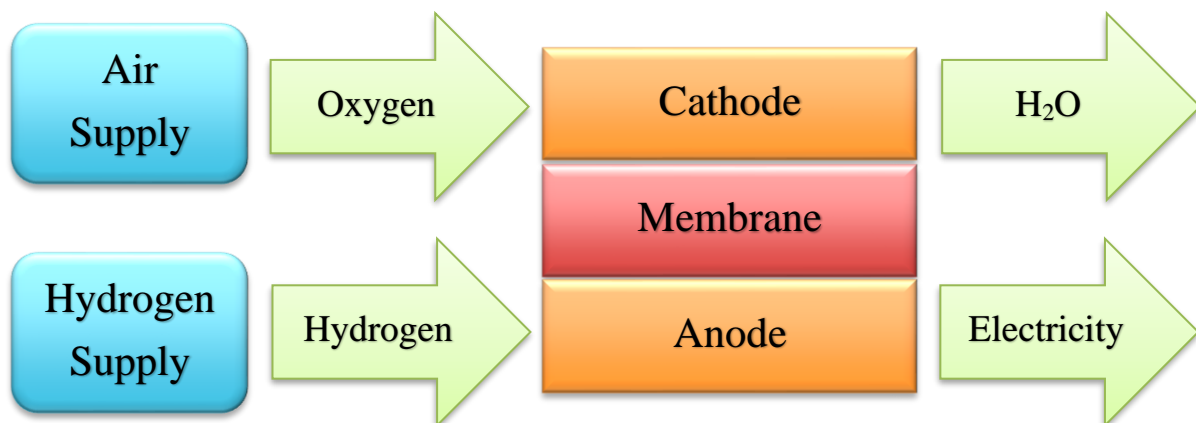 Air
Supply
Oxygen
Cathode
H₂O
Membrane
Hydrogen
Supply
Hydrogen
Anode
Electricity